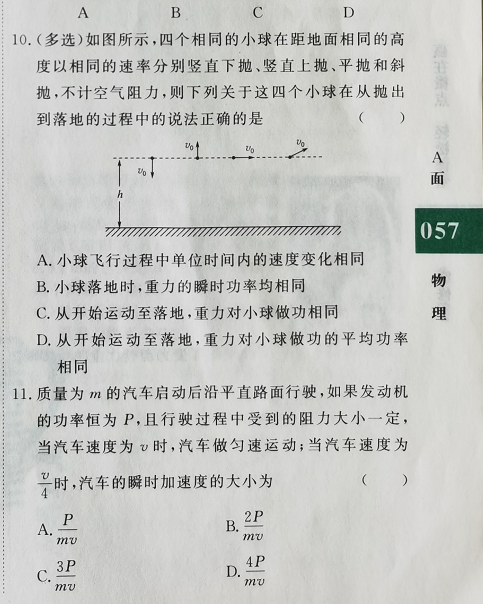 A B C D
10.(多选)如图所示,四个相同的小球在距地面相同的高
度以相同的速率分别竖直下抛、竖直上抛、平抛和斜
抛,不计空气阻力,则下列关于这四个小球在从抛出
到落地的过程中的说法正确的是 ( )
v₀ v₀ v₀ v₀
h
A. 小球飞行过程中单位时间内的速度变化相同
B. 小球落地时,重力的瞬时功率均相同
C. 从开始运动至落地,重力对小球做功相同
D. 从开始运动至落地,重力对小球做功的平均功率
相同
11. 质量为 m 的汽车启动后沿平直路面行驶,如果发动机
的功率恒为 P,且行驶过程中受到的阻力大小一定,
当汽车速度为 v 时,汽车做匀速运动;当汽车速度为
v/4 时,汽车的瞬时加速度的大小为 ( )
A. P/mv B. 2P/mv
C. 3P/mv D. 4P/mv
A
面
057
物
理